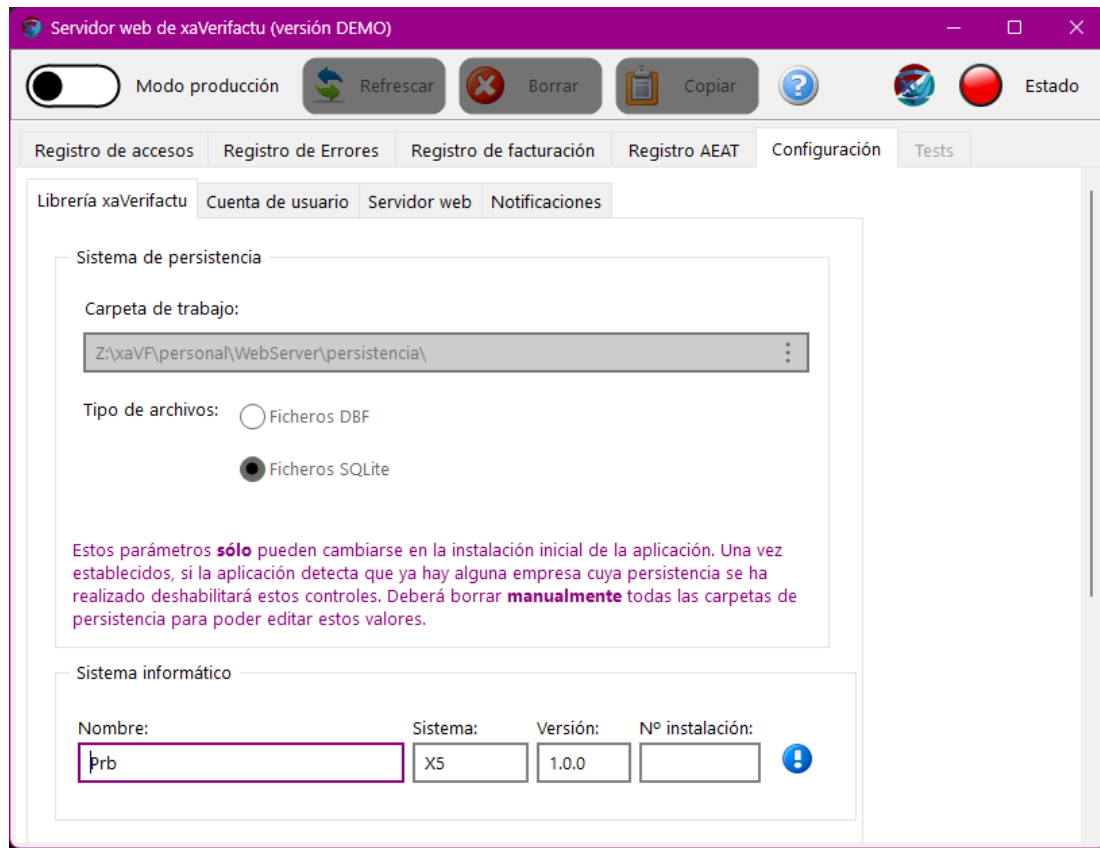 Servidor web de xaVerifactu (versión DEMO)
Modo producción Refrescar Borrar Copiar Estado
Registro de accesos Registro de Errores Registro de facturación Registro AEAT Configuración Tests
Librería xaVerifactu Cuenta de usuario Servidor web Notificaciones
Sistema de persistencia
Carpeta de trabajo:
Z:\xaVF\personal\WebServer\persistencia\
Tipo de archivos:
Ficheros DBF
Ficheros SQLite
Estos parámetros sólo pueden cambiarse en la instalación inicial de la aplicación. Una vez
establecidos, si la aplicación detecta que ya hay alguna empresa cuya persistencia se ha
realizado deshabilitará estos controles. Deberá borrar manualmente todas las carpetas de
persistencia para poder editar estos valores.
Sistema informático
Nombre: Sistema: Versión: Nº instalación:
Prb X5 1.0.0